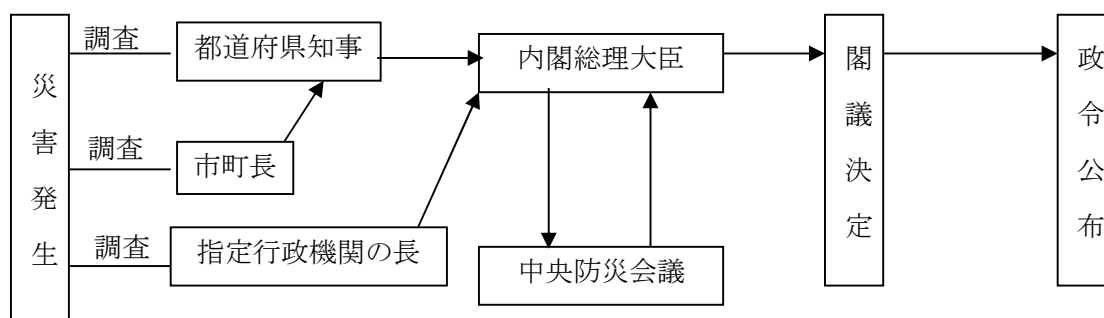 災害発生
調査
都道府県知事
調査
市町長
調査
指定行政機関の長
内閣総理大臣
中央防災会議
閣議決定
政令公布